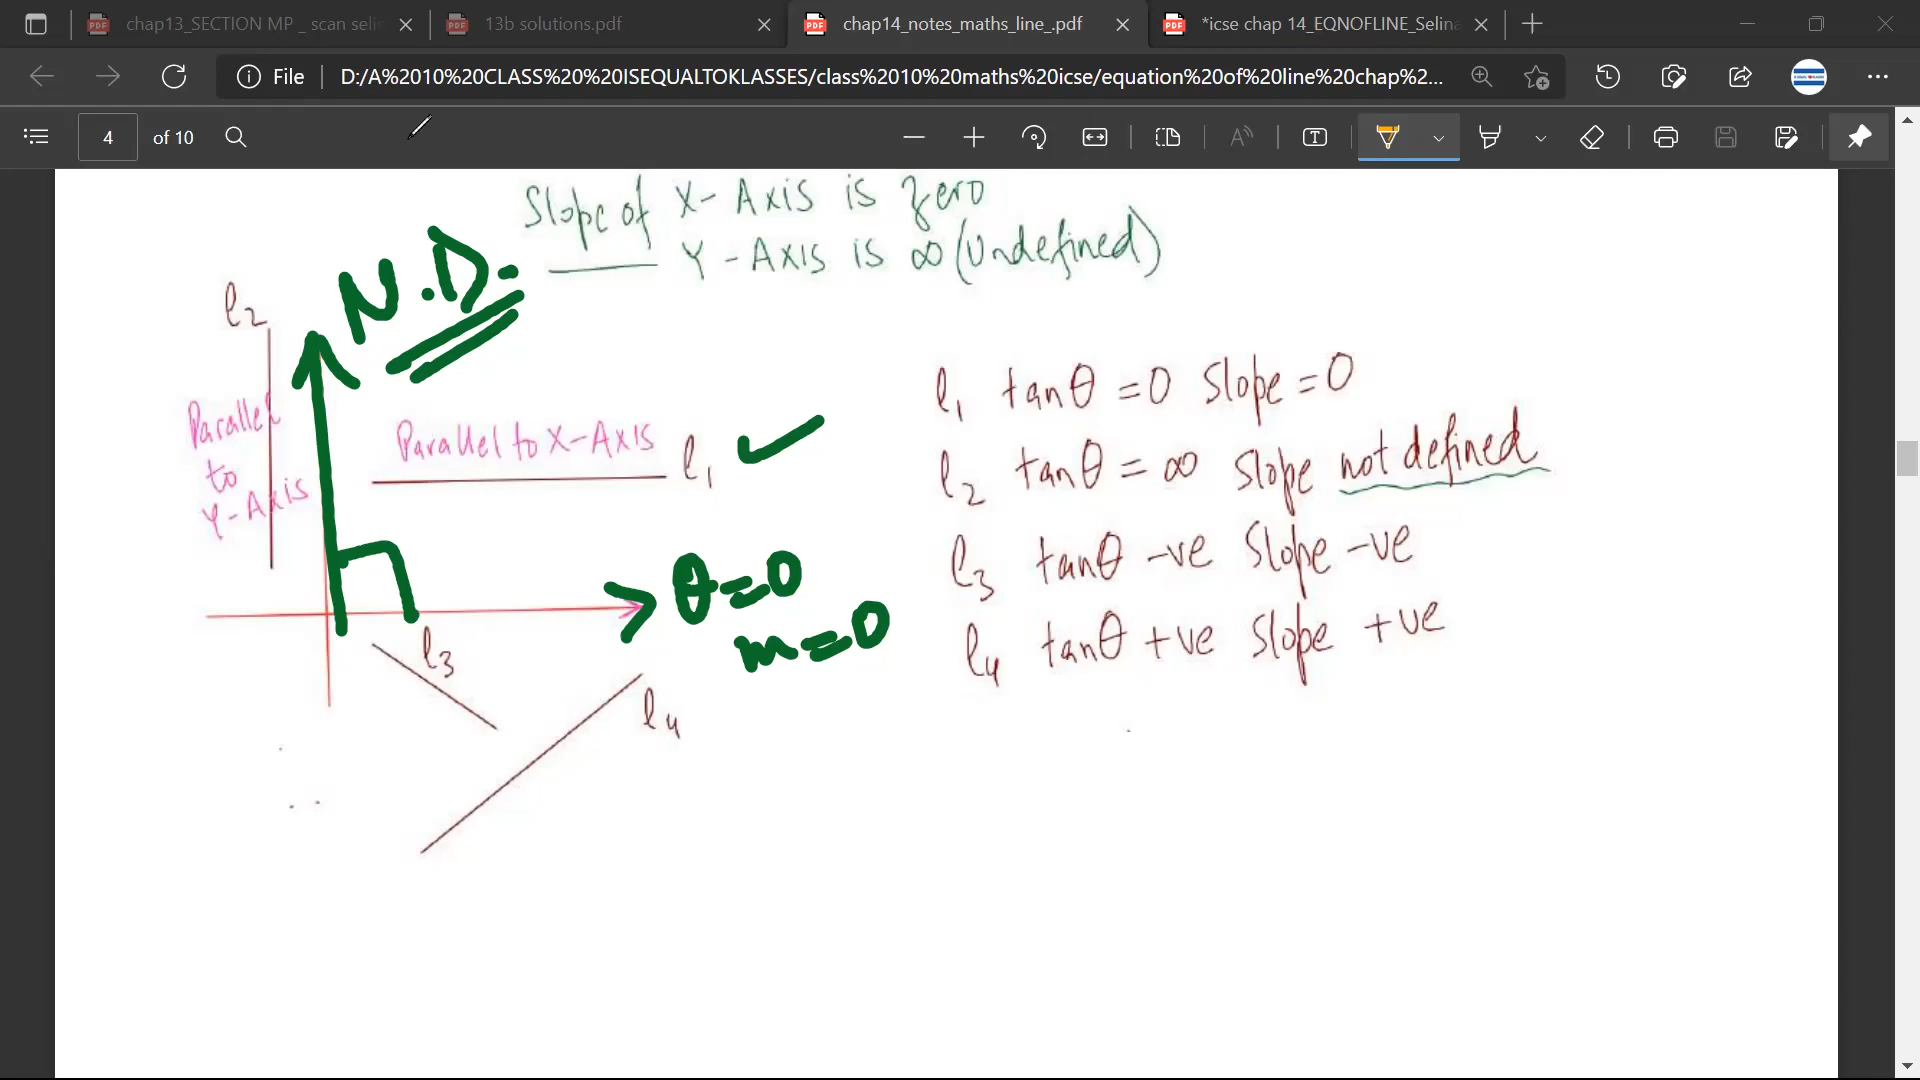 chap13_SECTION MP _ scan seli
13b solutions.pdf
chap14_notes_maths_line_.pdf
*icse chap 14_EQNOFLINE_Selina
File
D:/A%2010%20CLASS%20%20ISEQUALTOKLASSES/class%2010%20maths%20icse/equation%20of%20line%20chap%2...
4 of 10
Slope of X-Axis is zero
Y-Axis is ∞ (Undefined)
N.D.
l2
Parallel
to
Y-Axis
Parallel to X-Axis l1
θ=0
m=0
l3
l4
l1 tanθ =0 Slope=0
l2 tanθ = ∞ Slope not defined
l3 tanθ -ve Slope -ve
l4 tanθ +ve Slope +ve